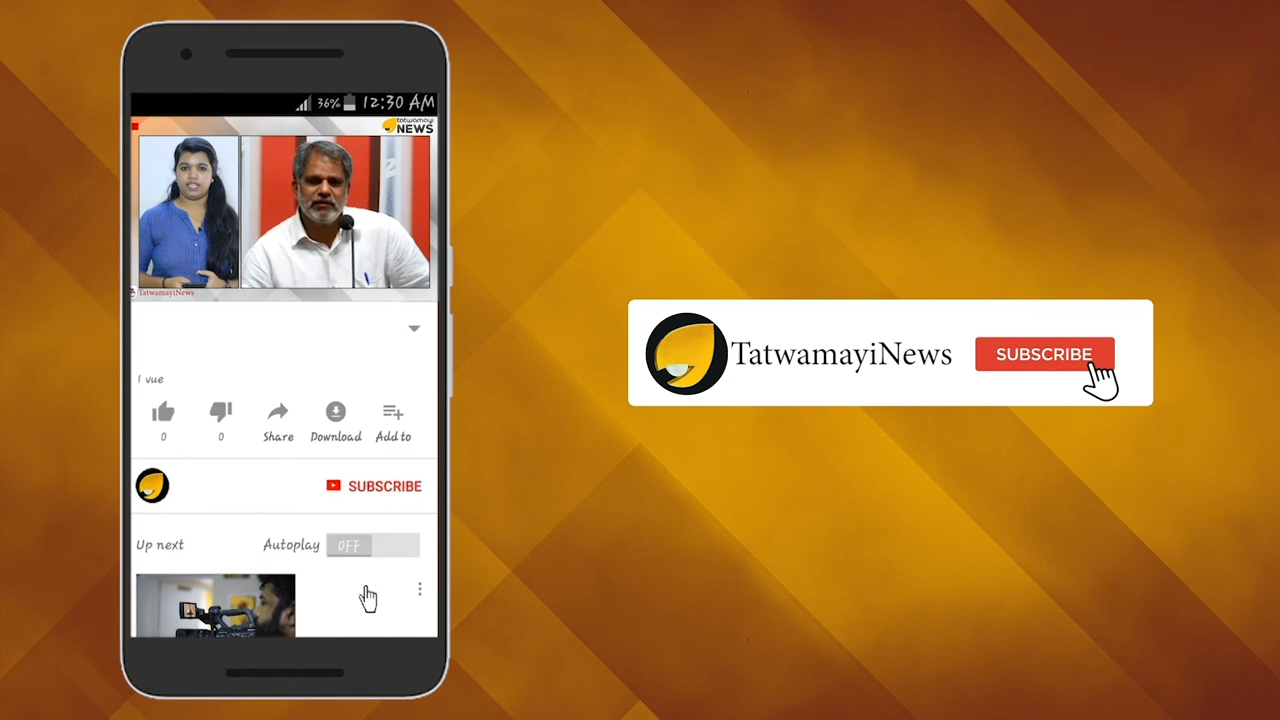 36% 12:30 AM
tatwamayi
NEWS
TatwamayiNews
1 vue
0
0
Share
Download
Add to
SUBSCRIBE
Up next
Autoplay
OFF
TatwamayiNews
SUBSCRIBE